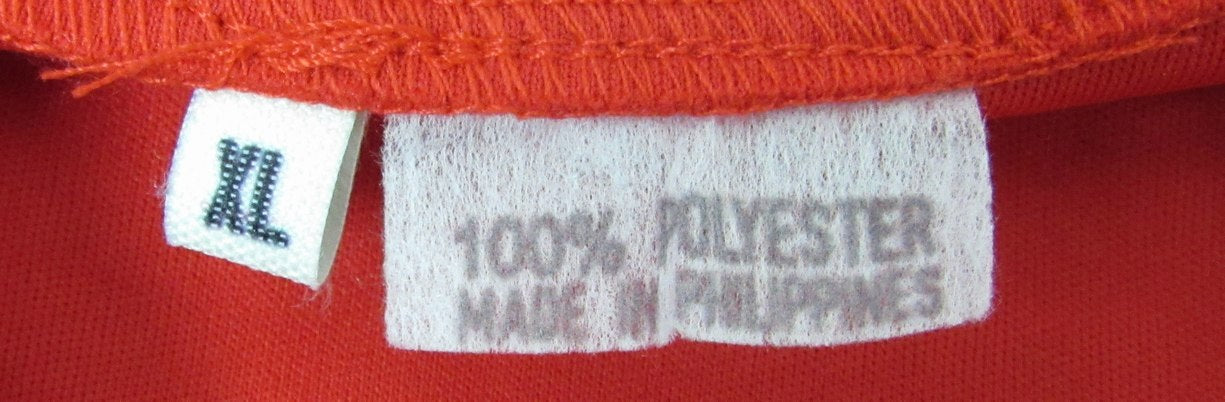 XL
100% POLYESTER
MADE IN PHILIPPINES